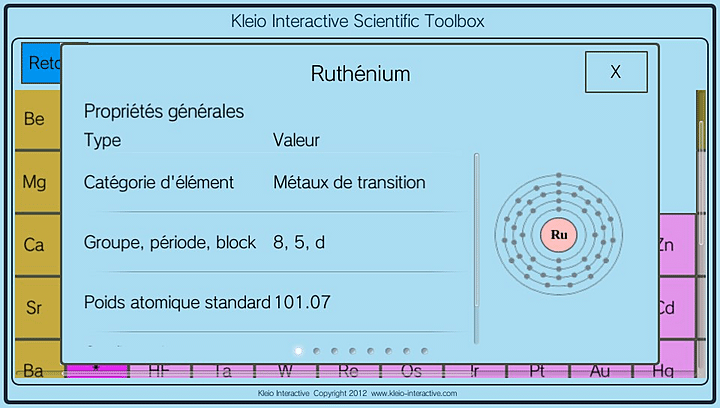 Kleio Interactive Scientific Toolbox
Reto
Ruthénium
X
Propriétés générales
Type Valeur
Be
Catégorie d'élément Métaux de transition
Mg
Groupe, période, block 8, 5, d
Ru
Ca
Zn
Poids atomique standard 101.07
Sr
Cd
Ba Hf Ta W Re Os Ir Pt Au Hg
Kleio Interactive Copyright 2012 www.kleio-interactive.com